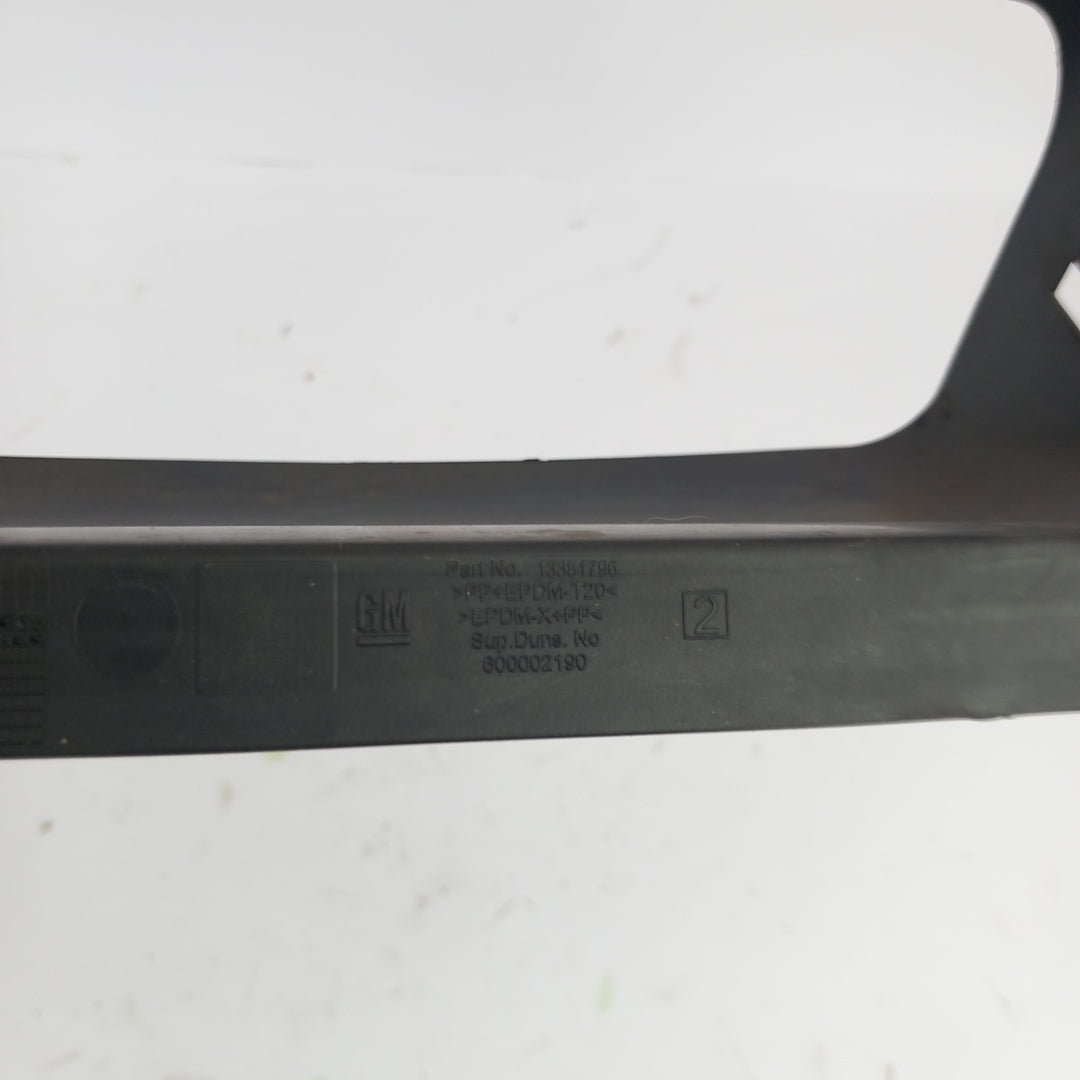 Part No. 13381796
>PP+EPDM-T20<
GM
>EPDM-X+PP<
2
Sup.Duns. No
600002190